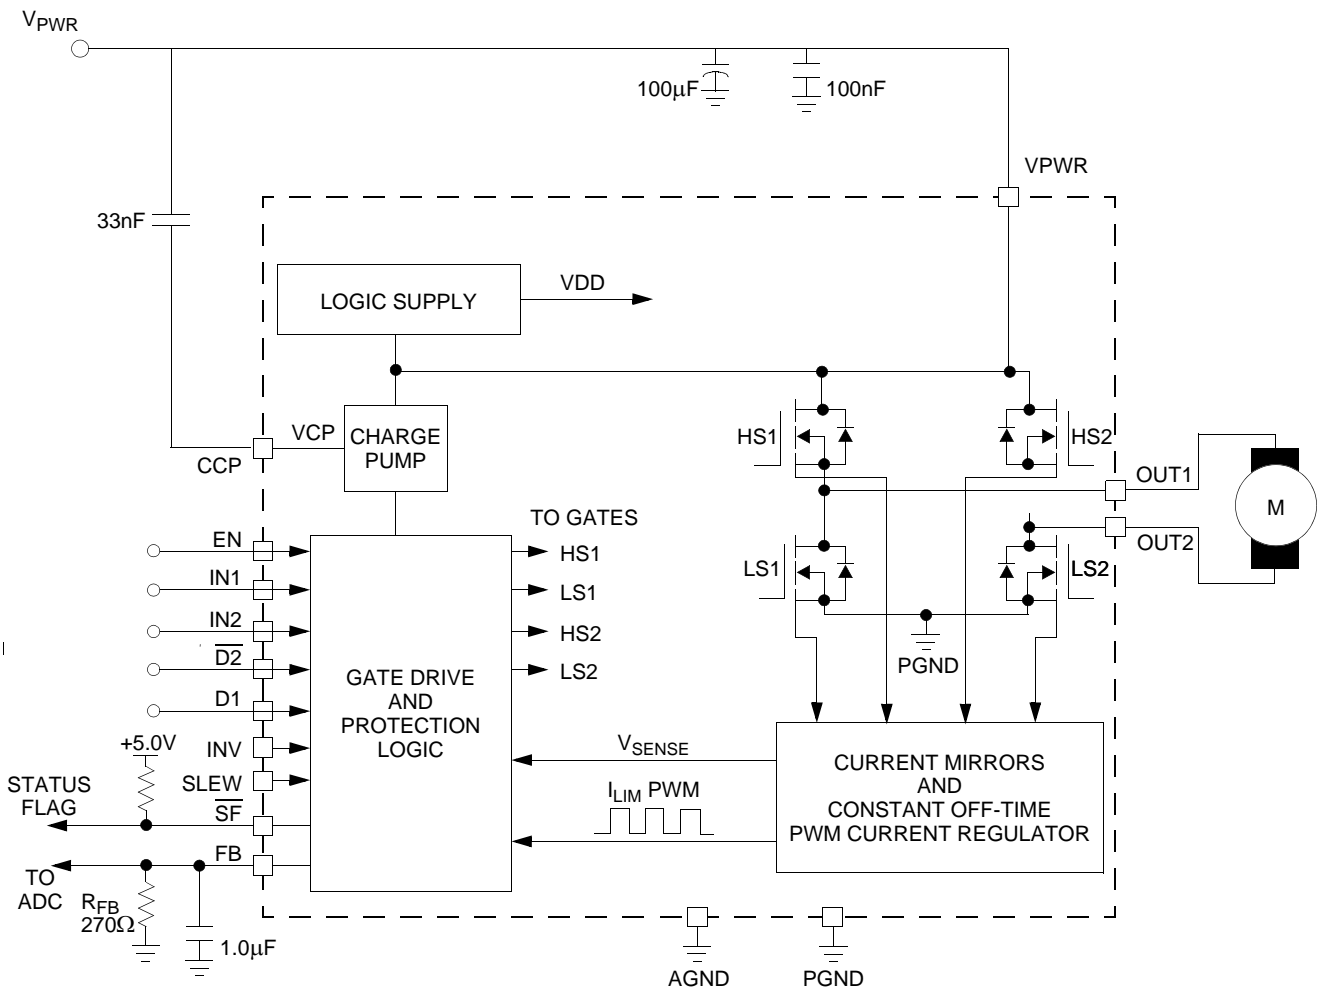 VPWR
100µF
100nF
VPWR
33nF
LOGIC SUPPLY
VDD
VCP
CCP
CHARGE
PUMP
HS1
HS2
OUT1
M
OUT2
LS1
LS2
PGND
TO GATES
HS1
LS1
HS2
LS2
EN
IN1
IN2
D2
D1
INV
SLEW
SF
FB
+5.0V
STATUS
FLAG
TO
ADC
RFB
270Ω
1.0µF
GATE DRIVE
AND
PROTECTION
LOGIC
VSENSE
ILIM PWM
CURRENT MIRRORS
AND
CONSTANT OFF-TIME
PWM CURRENT REGULATOR
AGND
PGND